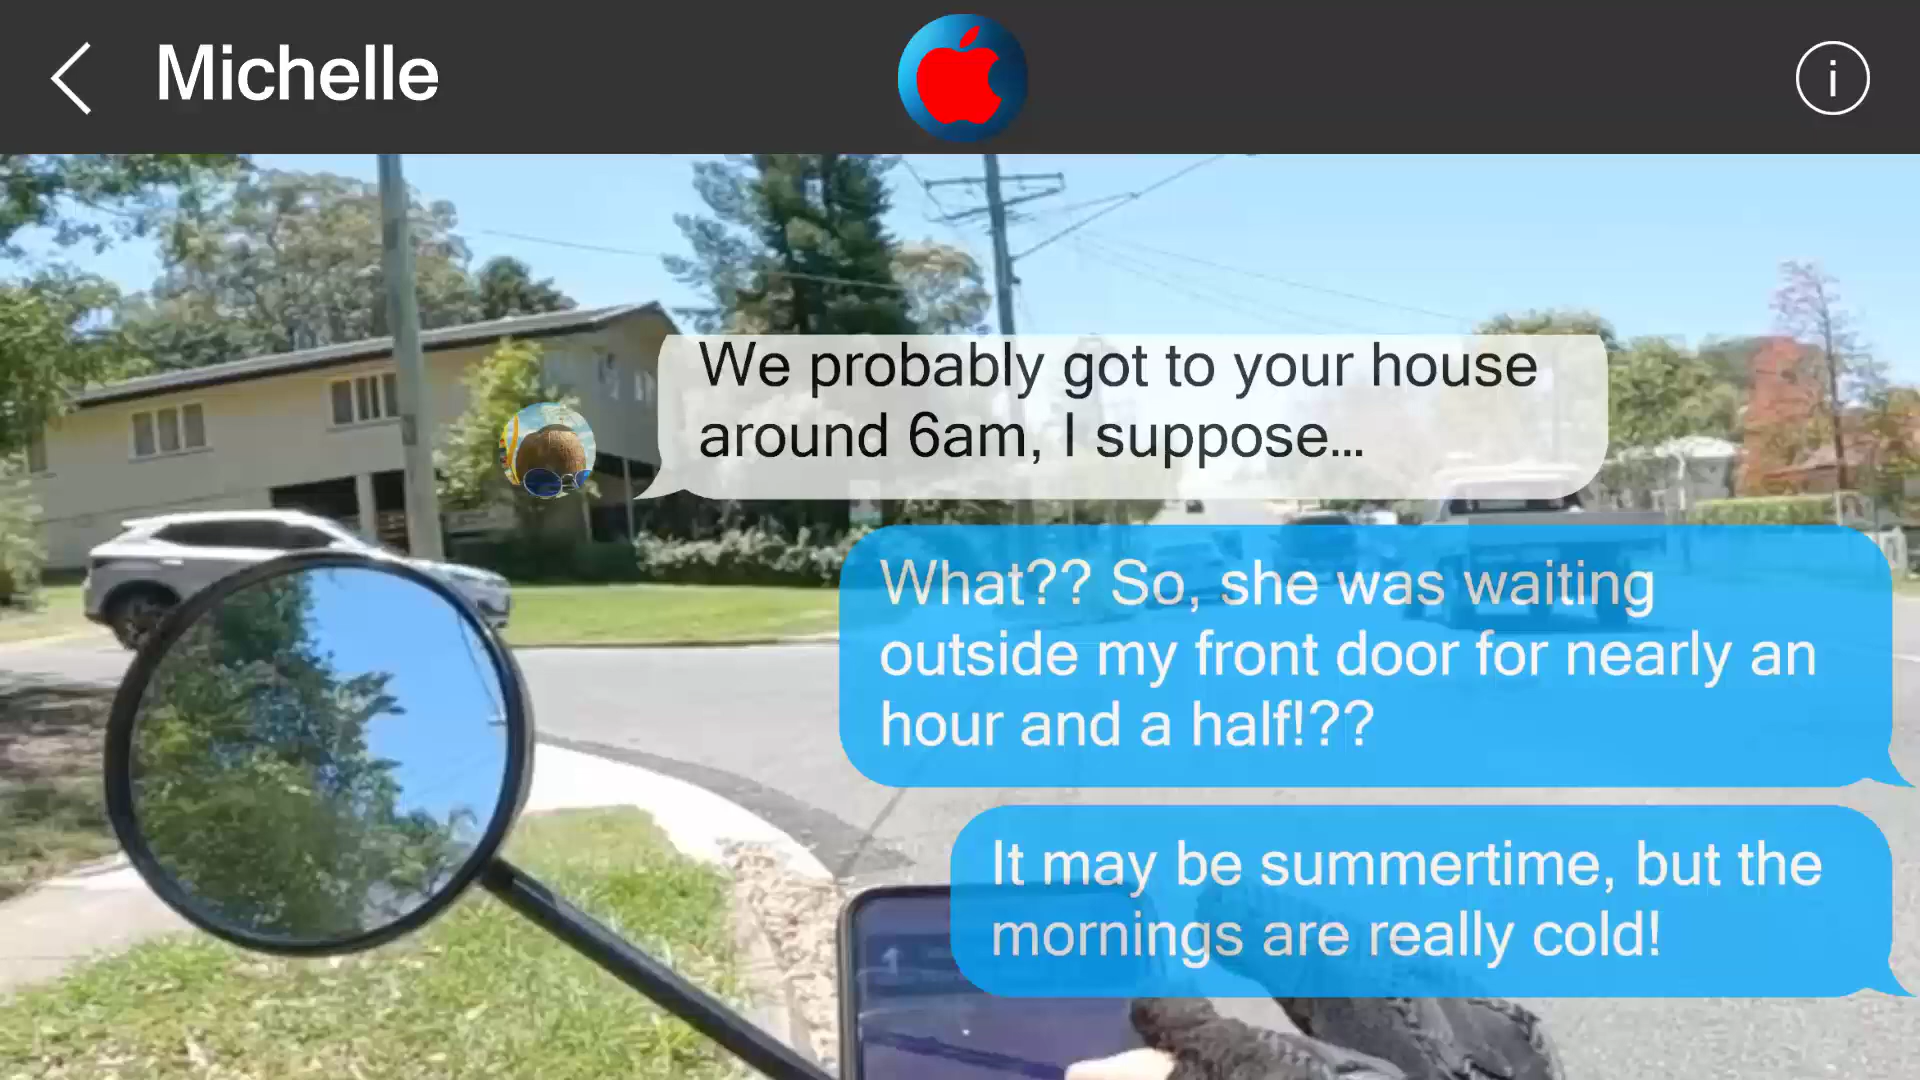 Michelle
We probably got to your house
around 6am, I suppose...
What?? So, she was waiting
outside my front door for nearly an
hour and a half!??
It may be summertime, but the
mornings are really cold!